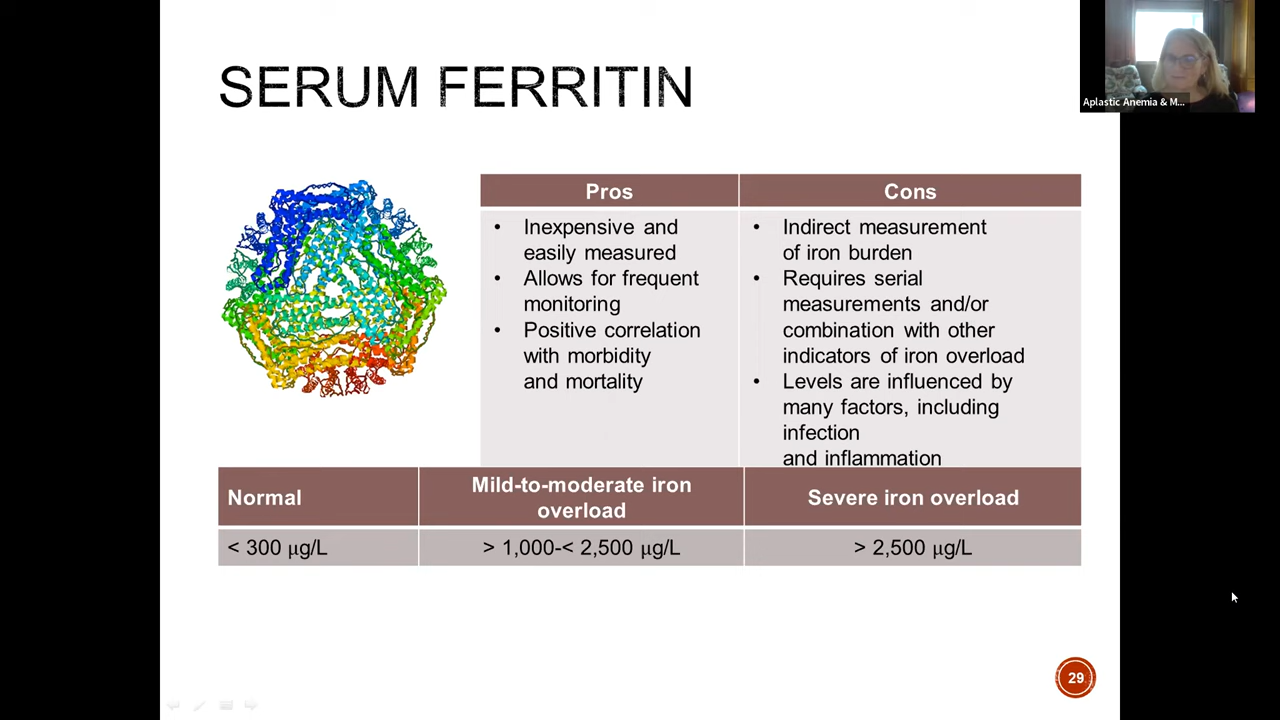 SERUM FERRITIN
Aplastic Anemia & M...
Pros
Cons
• Inexpensive and
easily measured
• Allows for frequent
monitoring
• Positive correlation
with morbidity
and mortality
• Indirect measurement
of iron burden
• Requires serial
measurements and/or
combination with other
indicators of iron overload
• Levels are influenced by
many factors, including
infection
and inflammation
Normal
Mild-to-moderate iron
overload
Severe iron overload
< 300 μg/L
> 1,000-< 2,500 μg/L
> 2,500 μg/L
29